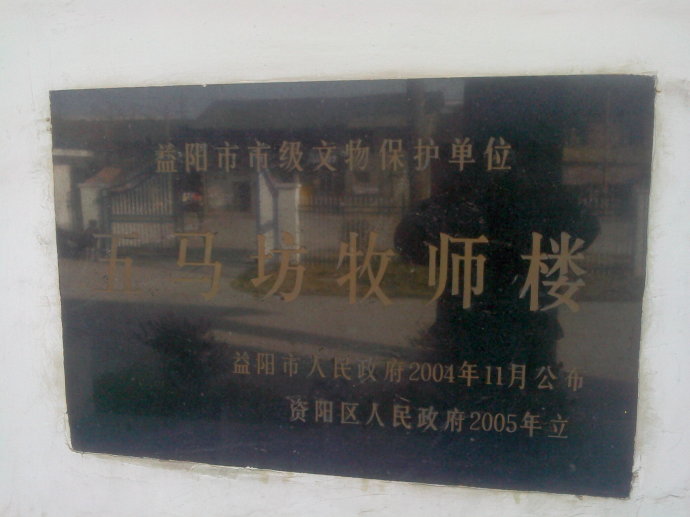 益阳市市级文物保护单位
五马坊牧师楼
益阳市人民政府2004年11月公布
资阳区人民政府2005年立